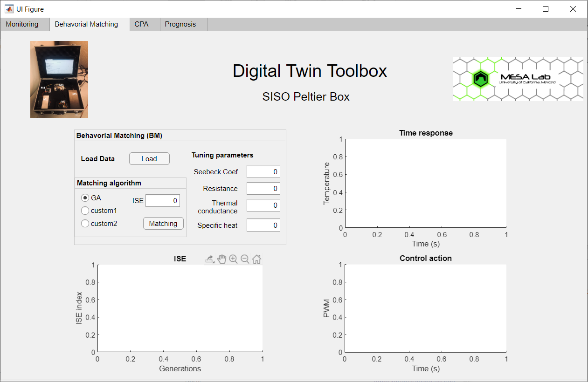 UI Figure
Monitoring Behavioral Matching CPA Prognosis
Digital Twin Toolbox
SISO Peltier Box
MESA Lab
Behavorial Matching (BM)
Load Data Load
Matching algorithm
GA ISE 0
custom1
custom2 Matching
Tuning parameters
Seebeck Coef 0
Resistance 0
Thermal
conductance 0
Specific heat 0
Time response
Temperature
1
0.8
0.6
0.4
0.2
0
0 0.2 0.4 0.6 0.8 1
Time (s)
ISE
ISE index
1
0.8
0.6
0.4
0.2
0
0 0.2 0.4 0.6 0.8 1
Generations
Control action
PWM
1
0.8
0.6
0.4
0.2
0
0 0.2 0.4 0.6 0.8 1
Time (s)